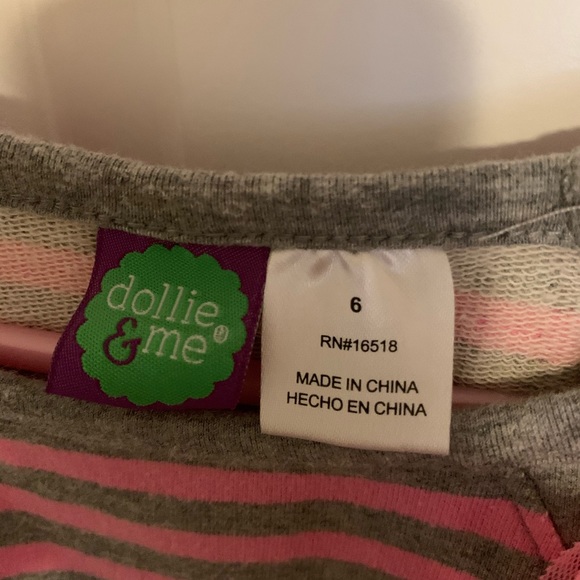 dollie
& me®
6
RN#16518
MADE IN CHINA
HECHO EN CHINA